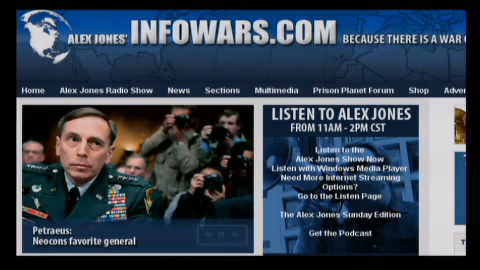 ALEX JONES' INFOWARS.COM BECAUSE THERE IS A WAR
Home Alex Jones Radio Show News Sections Multimedia Prison Planet Forum Shop
LISTEN TO ALEX JONES
FROM 11AM - 2PM CST
Listen to the
Alex Jones Show Now
Listen with Windows Media Player
Need More Internet Streaming
Options?
Go to the Listen Page
The Alex Jones Sunday Edition
Get the Podcast
Petraeus:
Neocons favorite general